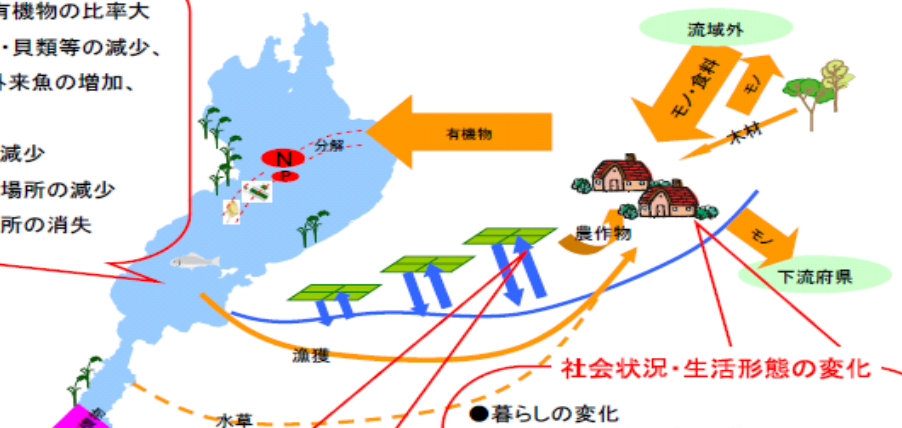 有機物の比率大
・貝類等の減少、
外来魚の増加、
減少
場所の減少
所の消失
流域外
モノ・食料
モノ
木材
有機物
分解
N
P
農作物
モノ
下流府県
漁獲
社会状況・生活形態の変化
●暮らしの変化
水草